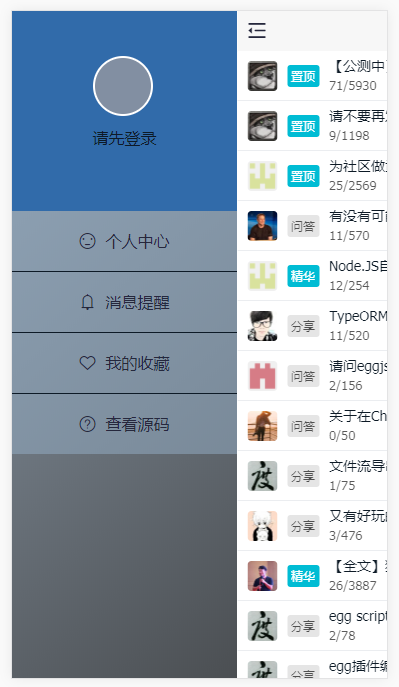 请先登录
个人中心
消息提醒
我的收藏
查看源码
置顶
【公测中
71/5930
置顶
请不要再
9/1198
置顶
为社区做
25/2569
问答
有没有可
11/570
精华
Node.JS自
12/254
分享
TypeORM
11/520
问答
请问eggjs
2/156
问答
关于在Ch
0/50
分享
文件流导
1/75
分享
又有好玩
3/476
精华
【全文】
26/3887
分享
egg script
2/78
分享
egg插件编